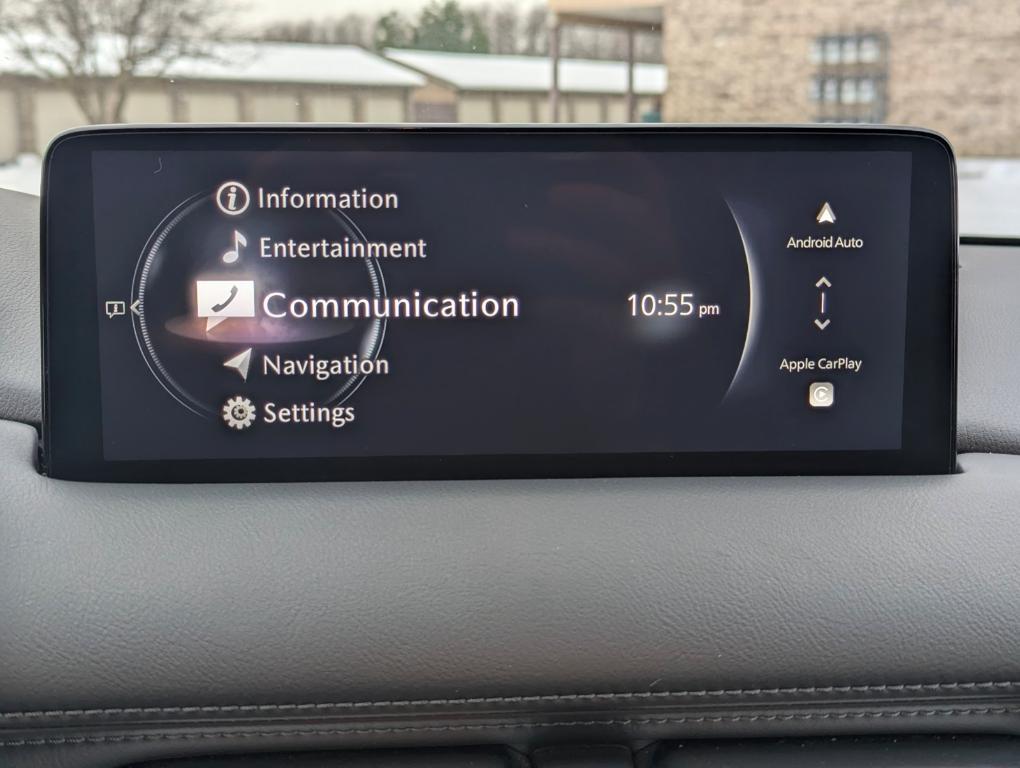 Information
Entertainment
Communication
Navigation
Settings
10:55 pm
Android Auto
Apple CarPlay